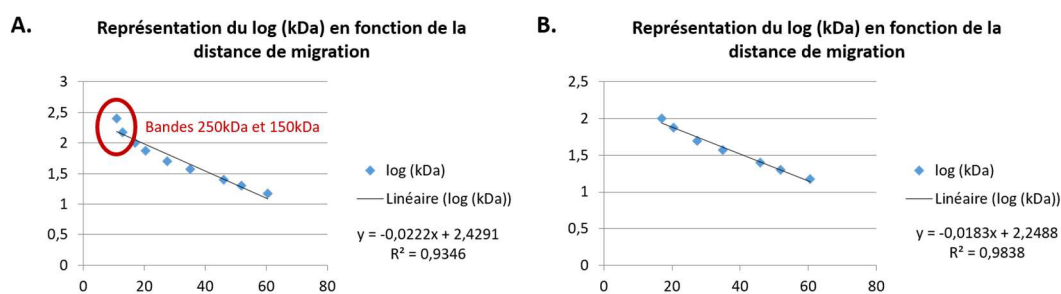 A.
Représentation du log (kDa) en fonction de la
distance de migration
3
2,5
2
1,5
1
0,5
0
0
20
40
60
80
Bandes 250kDa et 150kDa
log (kDa)
Linéaire (log (kDa))
y = -0,0222x + 2,4291
R² = 0,9346
B.
Représentation du log (kDa) en fonction de la
distance de migration
2,5
2
1,5
1
0,5
0
0
20
40
60
80
log (kDa)
Linéaire (log (kDa))
y = -0,0183x + 2,2488
R² = 0,9838